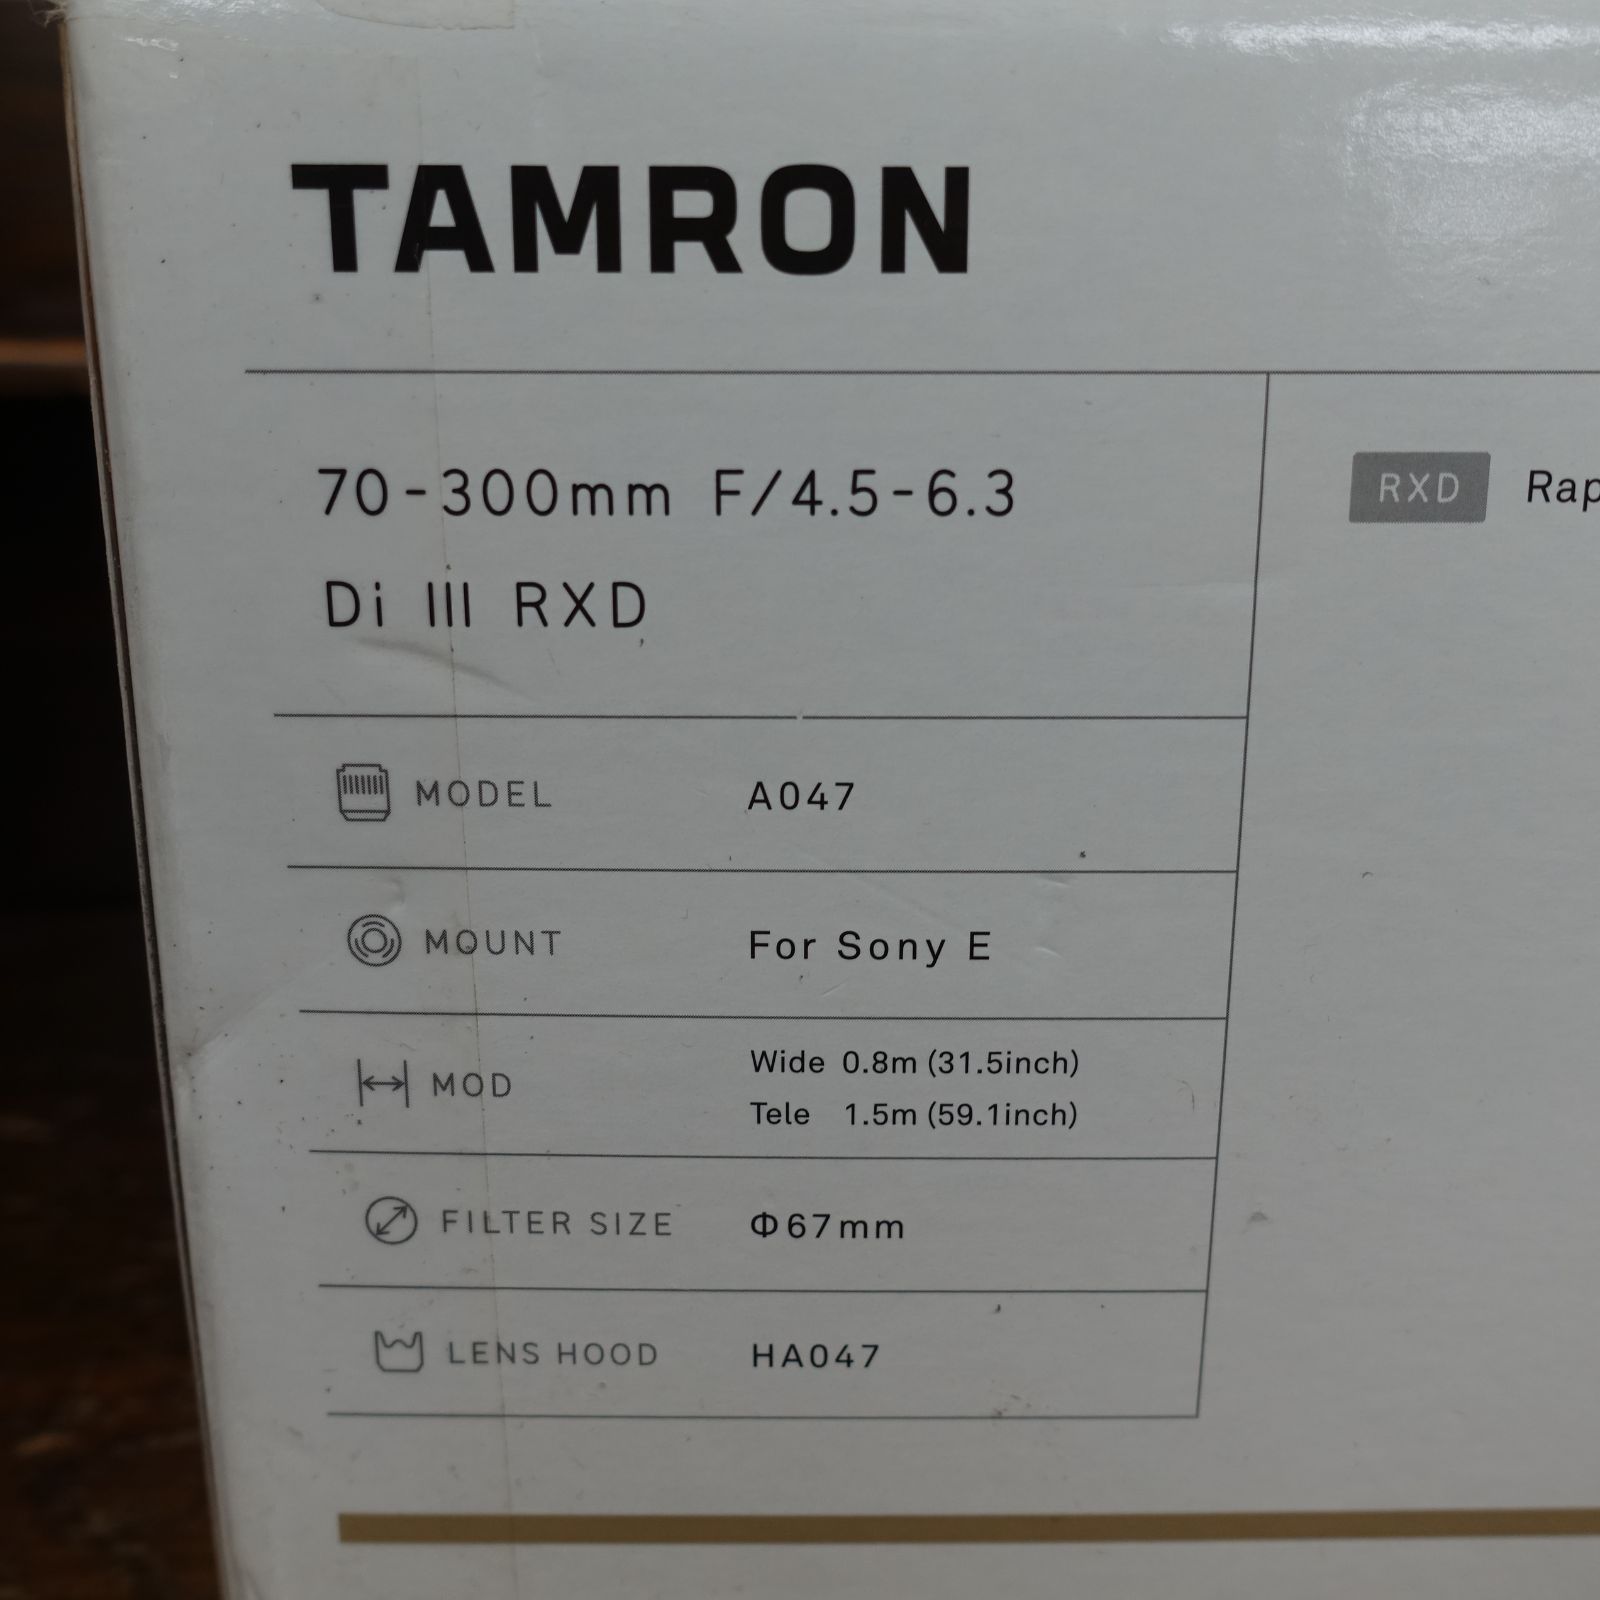 TAMRON
70-300mm F/4.5-6.3
Di III RXD
RXD
MODEL A047
MOUNT For Sony E
MOD Wide 0.8m (31.5inch)
Tele 1.5m (59.1inch)
FILTER SIZE Φ67mm
LENS HOOD HA047